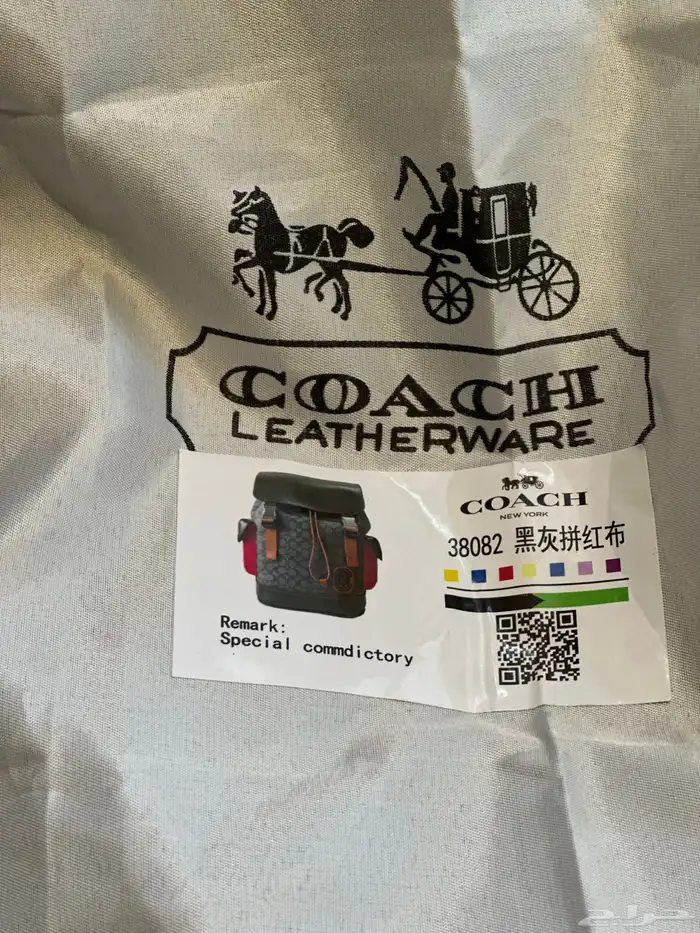 COACH
LEATHERWARE
COACH
NEW YORK
38082 黑灰拼红布
Remark:
Special commdictory
حراج